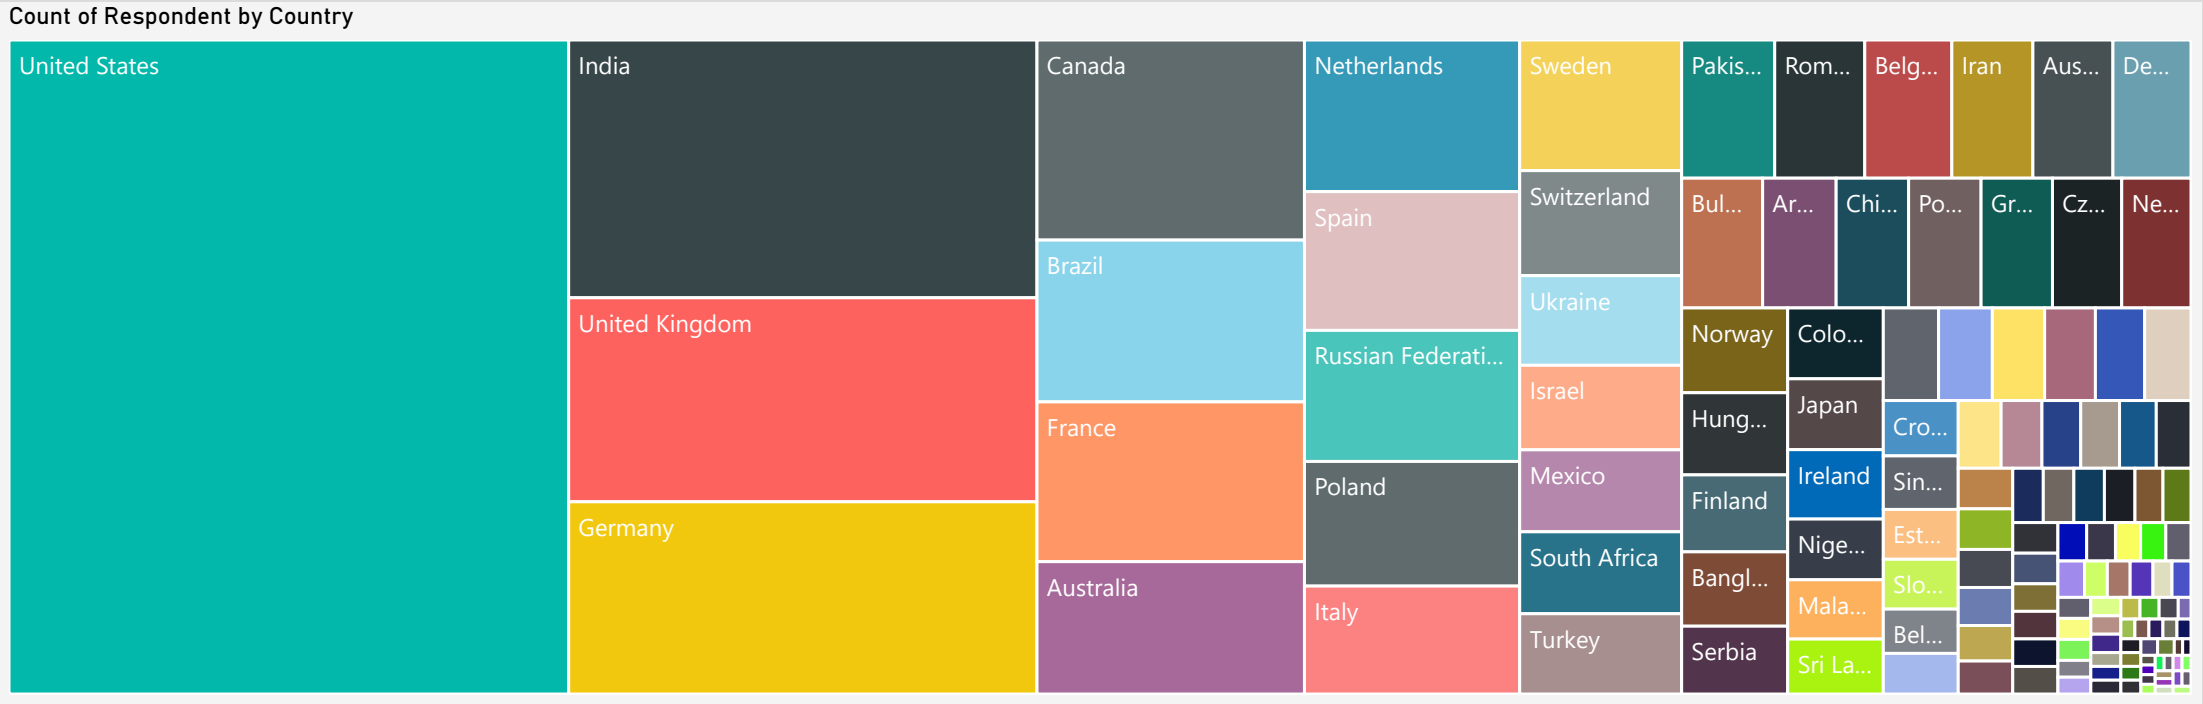 Count of Respondent by Country
United States
India
United Kingdom
Germany
Canada
Brazil
France
Australia
Netherlands
Spain
Russian Federati...
Poland
Italy
Sweden
Switzerland
Ukraine
Israel
Mexico
South Africa
Turkey
Pakis...
Rom...
Belg...
Iran
Aus...
De...
Bul...
Ar...
Chi...
Po...
Gr...
Cz...
Ne...
Norway
Hung...
Finland
Bangl...
Serbia
Colo...
Japan
Ireland
Nige...
Mala...
Sri La...
Cro...
Sin...
Est...
Slo...
Bel...